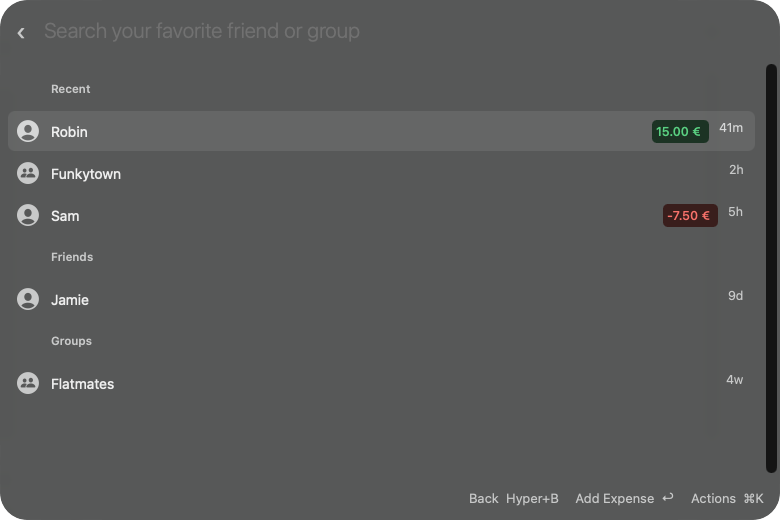 ‹ Search your favorite friend or group
Recent
Robin 15.00 € 41m
Funkytown 2h
Sam -7.50 € 5h
Friends
Jamie 9d
Groups
Flatmates 4w
Back Hyper+B Add Expense ↩ Actions ⌘K